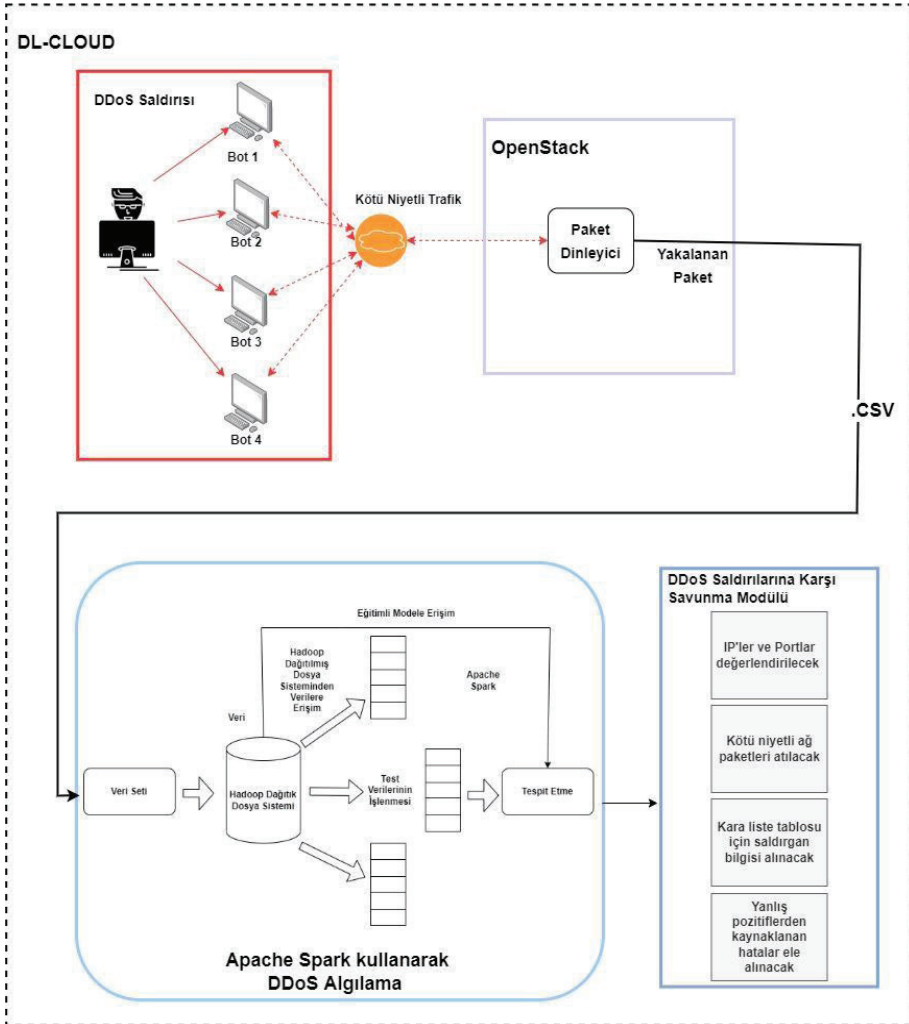 DL-CLOUD
DDoS Saldırısı
Bot 1
Bot 2
Bot 3
Bot 4
Kötü Niyetli Trafik
OpenStack
Paket
Dinleyici
Yakalanan
Paket
.CSV
Eğitimli Modele Erişim
Hadoop
Dağıtılmış
Dosya
Sisteminden
Verilere
Erişim
Apache
Spark
Veri
Veri Seti
Hadoop Dağıtık
Dosya Sistemi
Test
Verilerinin
İşlenmesi
Tespit Etme
Apache Spark kullanarak
DDoS Algılama
DDoS Saldırılarına Karşı
Savunma Modülü
IP'ler ve Portlar
değerlendirilecek
Kötü niyetli ağ
paketleri atılacak
Kara liste tablosu
için saldırgan
bilgisi alınacak
Yanlış
pozitiflerden
kaynaklanan
hatalar ele
alınacak